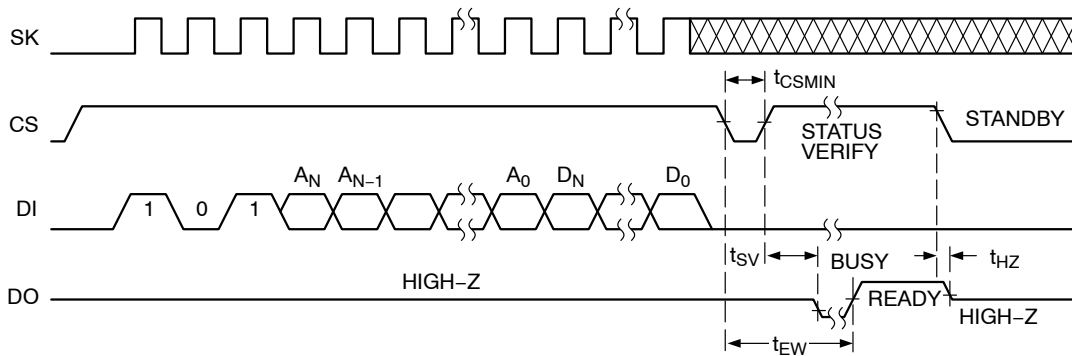 SK
t_CSMIN
CS
STATUS
VERIFY
STANDBY
A_N A_N−1 A_0 D_N D_0
DI
1 0 1
t_SV
BUSY
t_HZ
DO
HIGH−Z
READY
HIGH−Z
t_EW